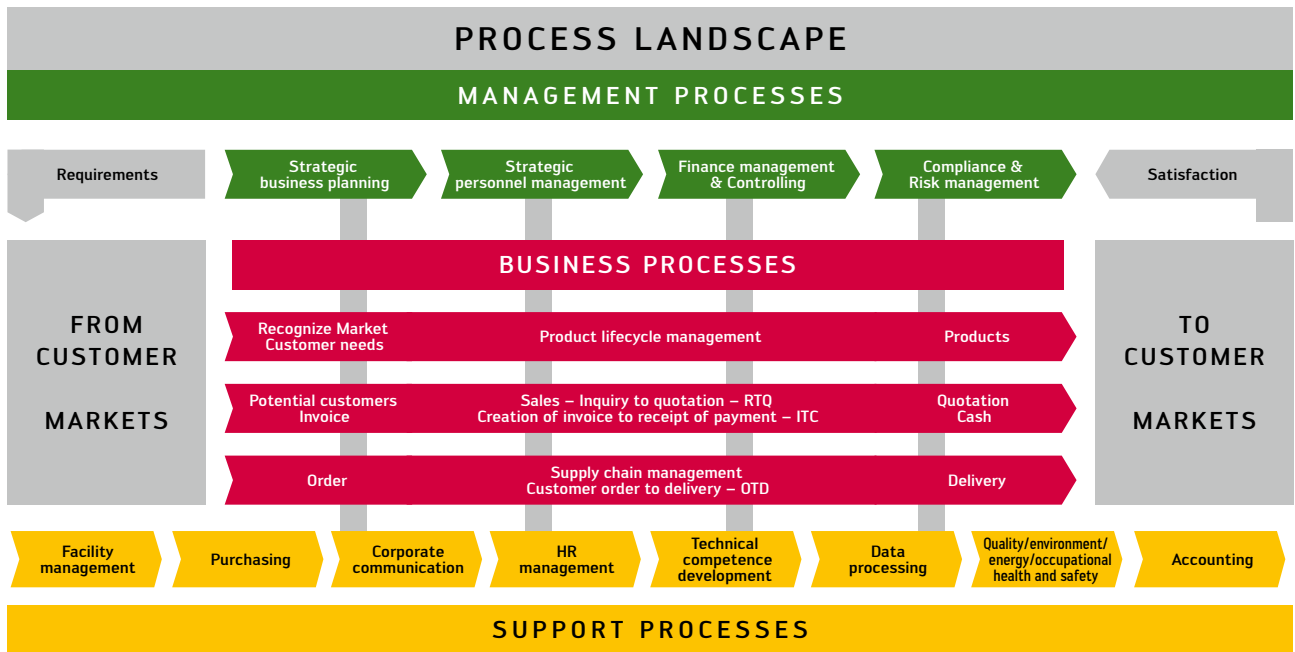 PROCESS LANDSCAPE
MANAGEMENT PROCESSES
Requirements
Strategic
business planning
Strategic
personnel management
Finance management
& Controlling
Compliance &
Risk management
Satisfaction
FROM
CUSTOMER
MARKETS
BUSINESS PROCESSES
TO
CUSTOMER
MARKETS
Recognize Market
Customer needs
Product lifecycle management
Products
Potential customers
Invoice
Sales – Inquiry to quotation – RTQ
Creation of invoice to receipt of payment – ITC
Quotation
Cash
Order
Supply chain management
Customer order to delivery – OTD
Delivery
Facility
management
Purchasing
Corporate
communication
HR
management
Technical
competence
development
Data
processing
Quality/environment/
energy/occupational
health and safety
Accounting
SUPPORT PROCESSES